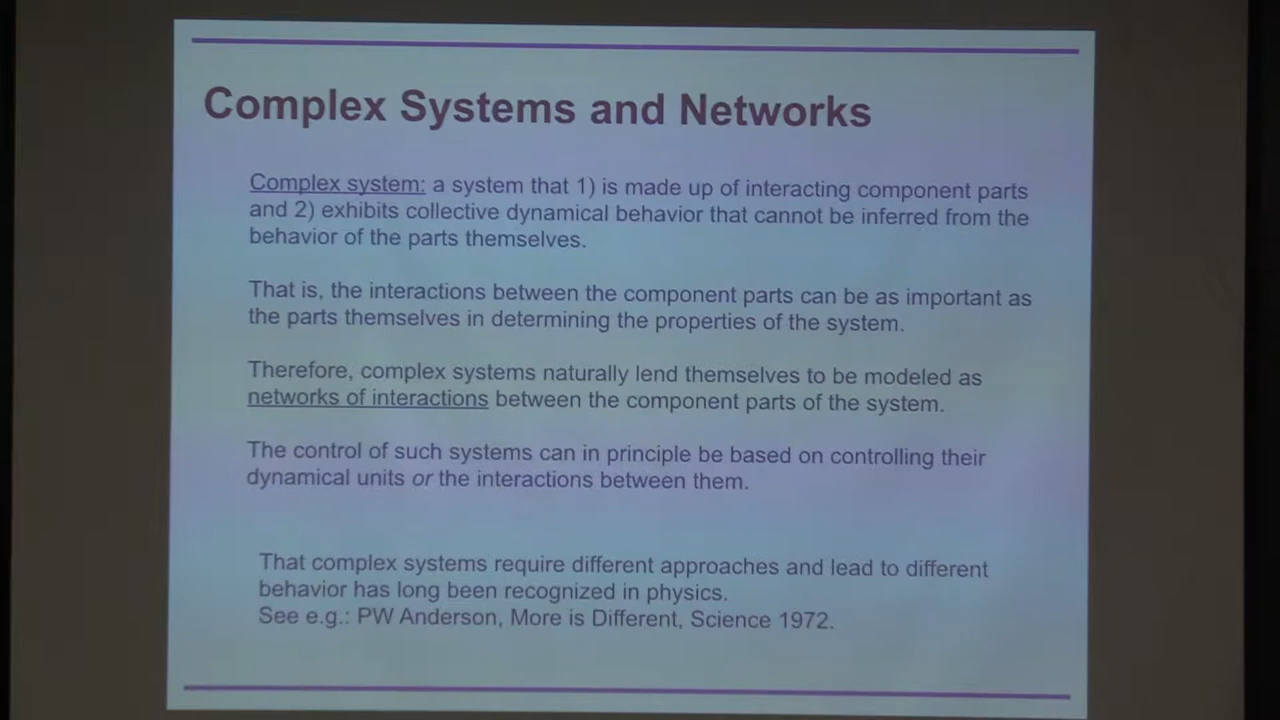 Complex Systems and Networks
Complex system: a system that 1) is made up of interacting component parts
and 2) exhibits collective dynamical behavior that cannot be inferred from the
behavior of the parts themselves.
That is, the interactions between the component parts can be as important as
the parts themselves in determining the properties of the system.
Therefore, complex systems naturally lend themselves to be modeled as
networks of interactions between the component parts of the system.
The control of such systems can in principle be based on controlling their
dynamical units or the interactions between them.
That complex systems require different approaches and lead to different
behavior has long been recognized in physics.
See e.g.: PW Anderson, More is Different, Science 1972.